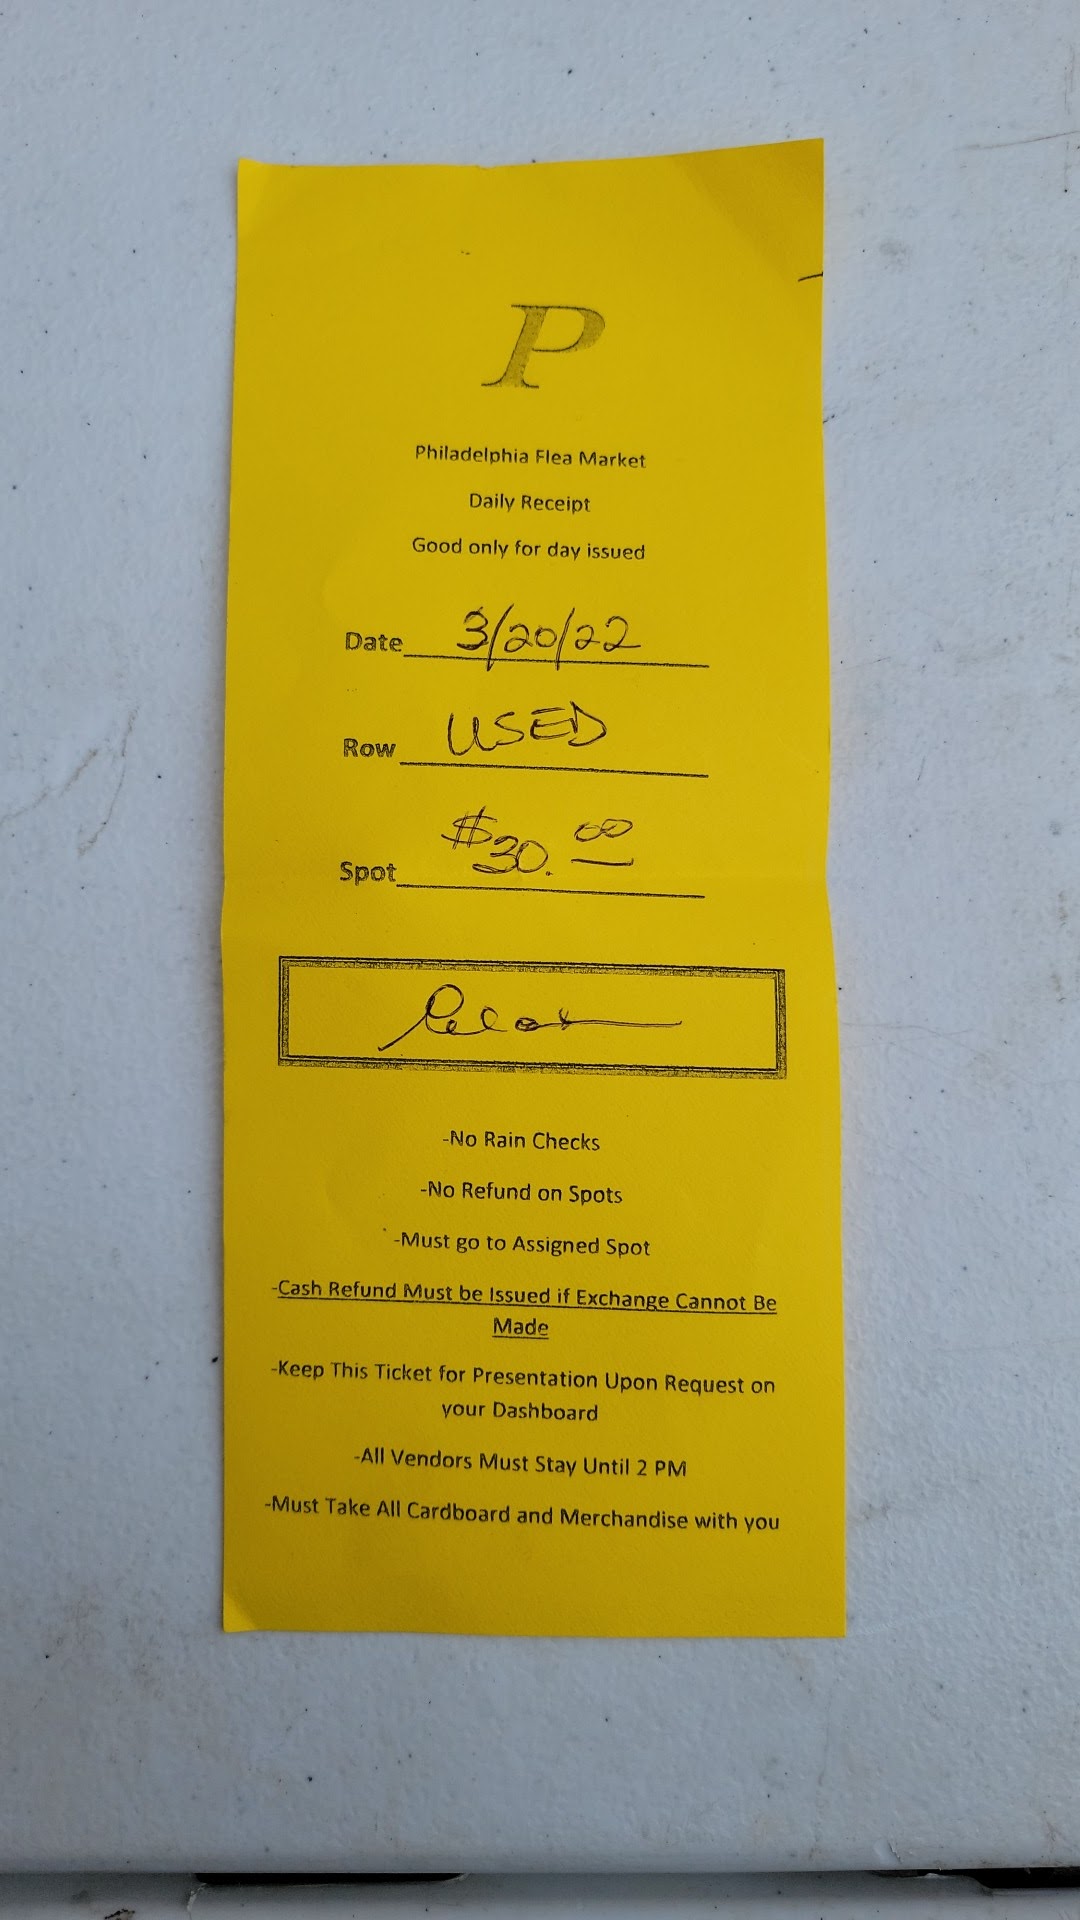 P
Philadelphia Flea Market
Daily Receipt
Good only for day issued
Date 3/20/22
Row USED
Spot $30.00
-No Rain Checks
-No Refund on Spots
-Must go to Assigned Spot
-Cash Refund Must be Issued if Exchange Cannot Be
Made
-Keep This Ticket for Presentation Upon Request on
your Dashboard
-All Vendors Must Stay Until 2 PM
-Must Take All Cardboard and Merchandise with you